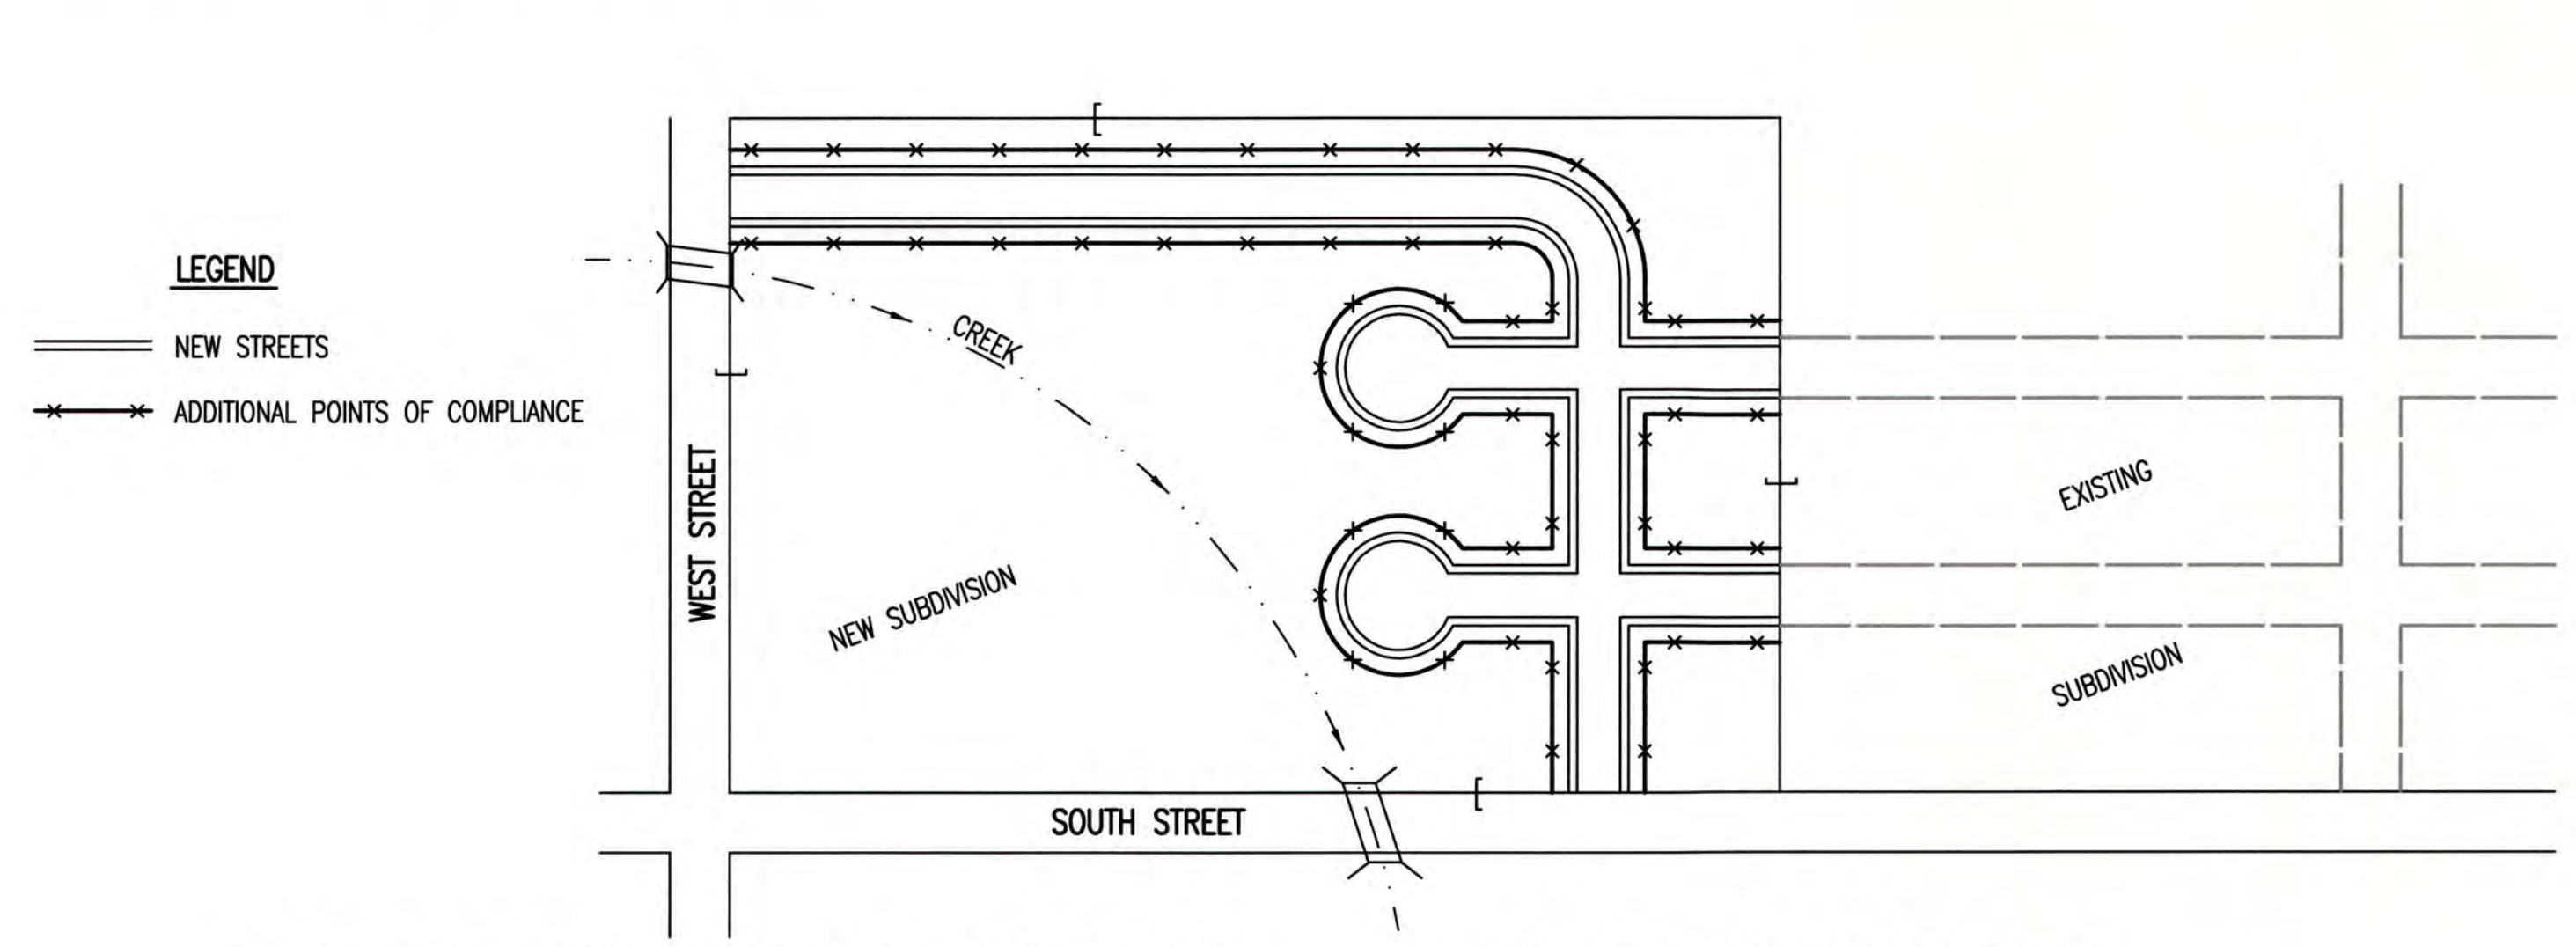 LEGEND
NEW STREETS
ADDITIONAL POINTS OF COMPLIANCE
WEST STREET
CREEK
NEW SUBDIVISION
SOUTH STREET
EXISTING
SUBDIVISION